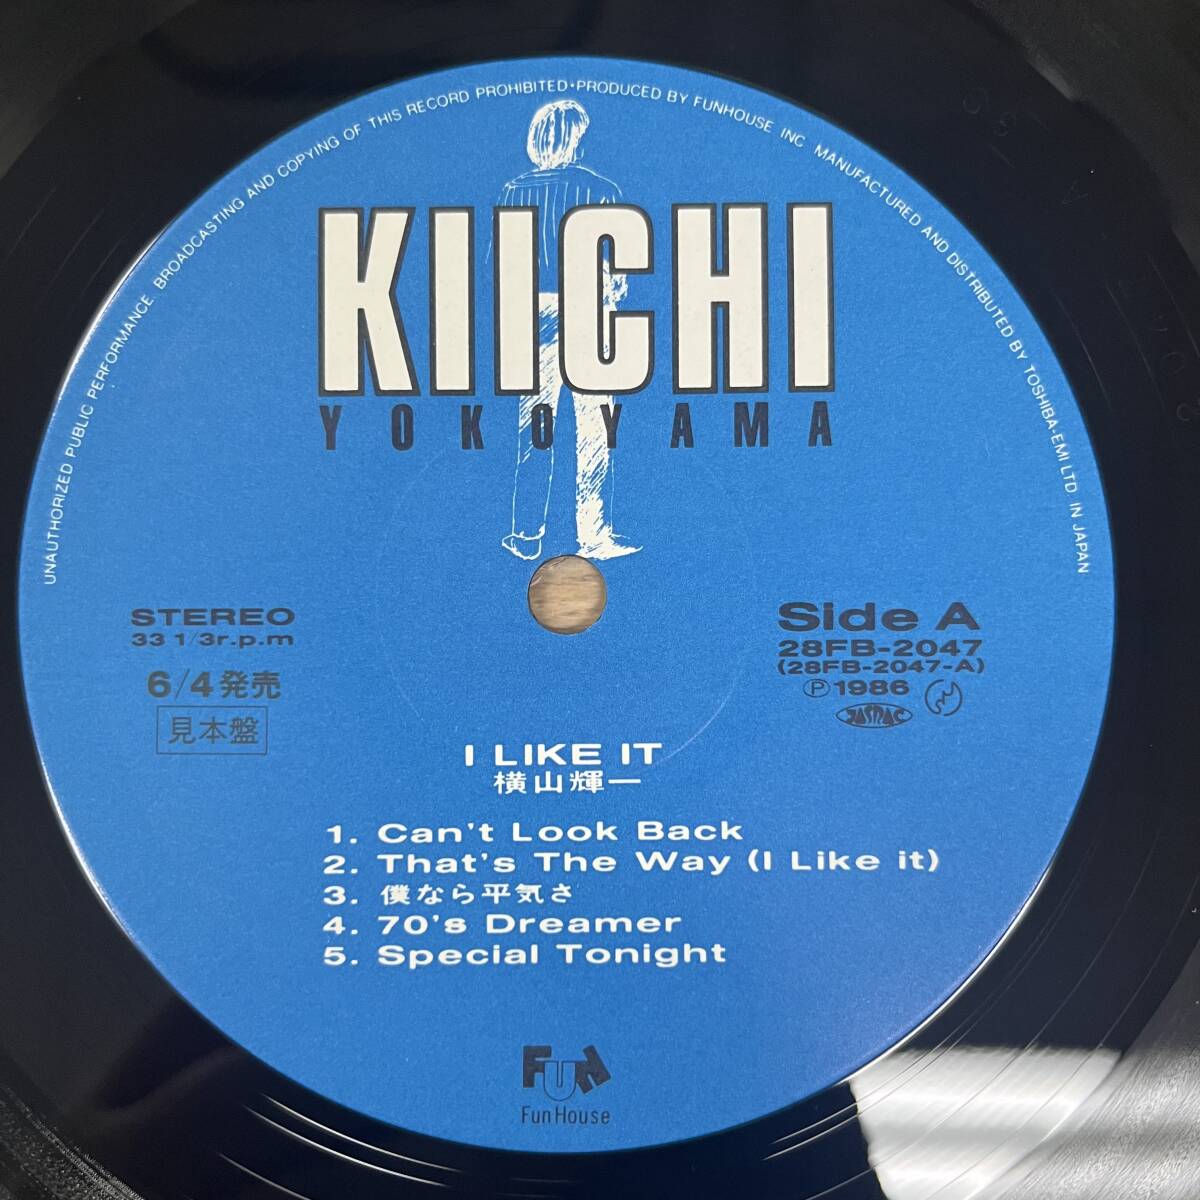 UNAUTHORIZED PUBLIC PERFORMANCE. BROADCASTING AND COPYING OF THIS RECORD PROHIBITED•PRODUCED BY FUNHOUSE INC MANUFACTURED AND DISTRIBUTED BY TOSHIBA-EMI LTD. IN JAPAN
KIICHI
YOKOYAMA
STEREO
33 1/3r.p.m
6/4発売
見本盤
Side A
28FB-2047
(28FB-2047-A)
Ⓟ1986
JASRAC
I LIKE IT
横山輝一
1. Can't Look Back
2. That's The Way (I Like it)
3. 僕なら平気さ
4. 70's Dreamer
5. Special Tonight
FUN
FunHouse